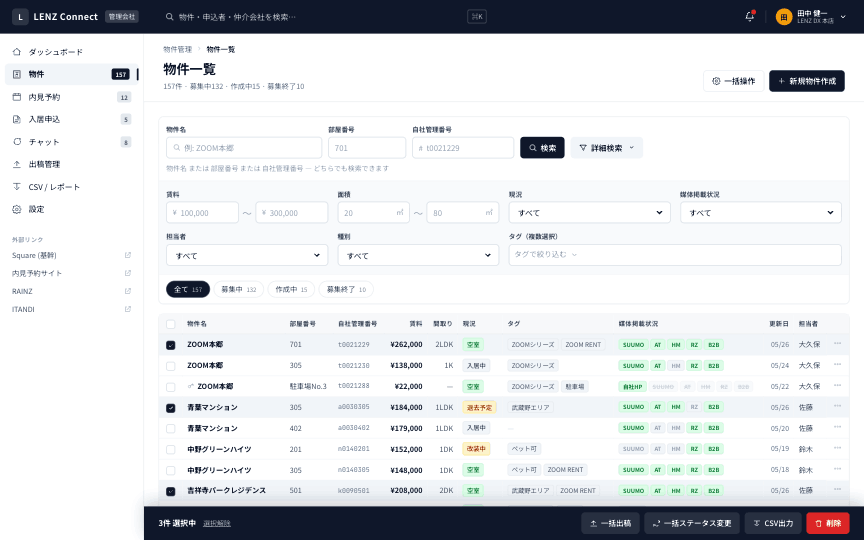 L LENZ Connect 管理会社 物件・申込者・仲介会社を検索… ⌘K 田 田中 健一
LENZ DX 本店
ダッシュボード
物件 157
内見予約 12
入居申込 5
チャット 8
出稿管理
CSV / レポート
設定
外部リンク
Square (基幹)
内見予約サイト
RAINZ
ITANDI
物件管理 › 物件一覧
物件一覧
157件・募集中132・作成中15・募集終了10
一括操作 + 新規物件作成
物件名 部屋番号 自社管理番号
例: ZOOM本郷 701 # t0021229 検索 詳細検索
物件名 または 部屋番号 または 自社管理番号 — どちらでも検索できます
賃料 面積 現況 媒体掲載状況
¥ 100,000 〜 ¥ 300,000 20 ㎡ 〜 80 ㎡ すべて すべて
担当者 種別 タグ（複数選択）
すべて すべて タグで絞り込む
全て 157 募集中 132 作成中 15 募集終了 10
物件名 部屋番号 自社管理番号 賃料 間取り 現況 タグ 媒体掲載状況 更新日 担当者
ZOOM本郷 701 t0021229 ¥262,000 2LDK 空室 ZOOMシリーズ ZOOM RENT SUUMO AT HM RZ B2B 05/26 大久保 …
ZOOM本郷 305 t0021230 ¥138,000 1K 入居中 ZOOMシリーズ SUUMO AT HM RZ B2B 05/24 大久保 …
ZOOM本郷 駐車場No.3 t0021288 ¥22,000 — 空室 ZOOMシリーズ 駐車場 自社HP SUUMO AT HM RZ B2B 05/22 大久保 …
青葉マンション 305 a0030305 ¥184,000 1LDK 退去予定 武蔵野エリア SUUMO AT HM RZ B2B 05/26 佐藤 …
青葉マンション 402 a0030402 ¥179,000 1LDK 入居中 — SUUMO AT HM RZ B2B 05/20 佐藤 …
中野グリーンハイツ 201 n0140201 ¥152,000 1DK 改装中 ペット可 SUUMO AT HM RZ B2B 05/19 鈴木 …
中野グリーンハイツ 305 n0140305 ¥148,000 1DK 空室 ペット可 ZOOM RENT SUUMO AT HM RZ B2B 05/18 鈴木 …
吉祥寺パークレジデンス 501 k0090501 ¥208,000 2DK 空室 武蔵野エリア ZOOM RENT SUUMO AT HM RZ B2B 05/26 佐藤 …
3件 選択中 選択解除 一括出稿 一括ステータス変更 CSV出力 削除